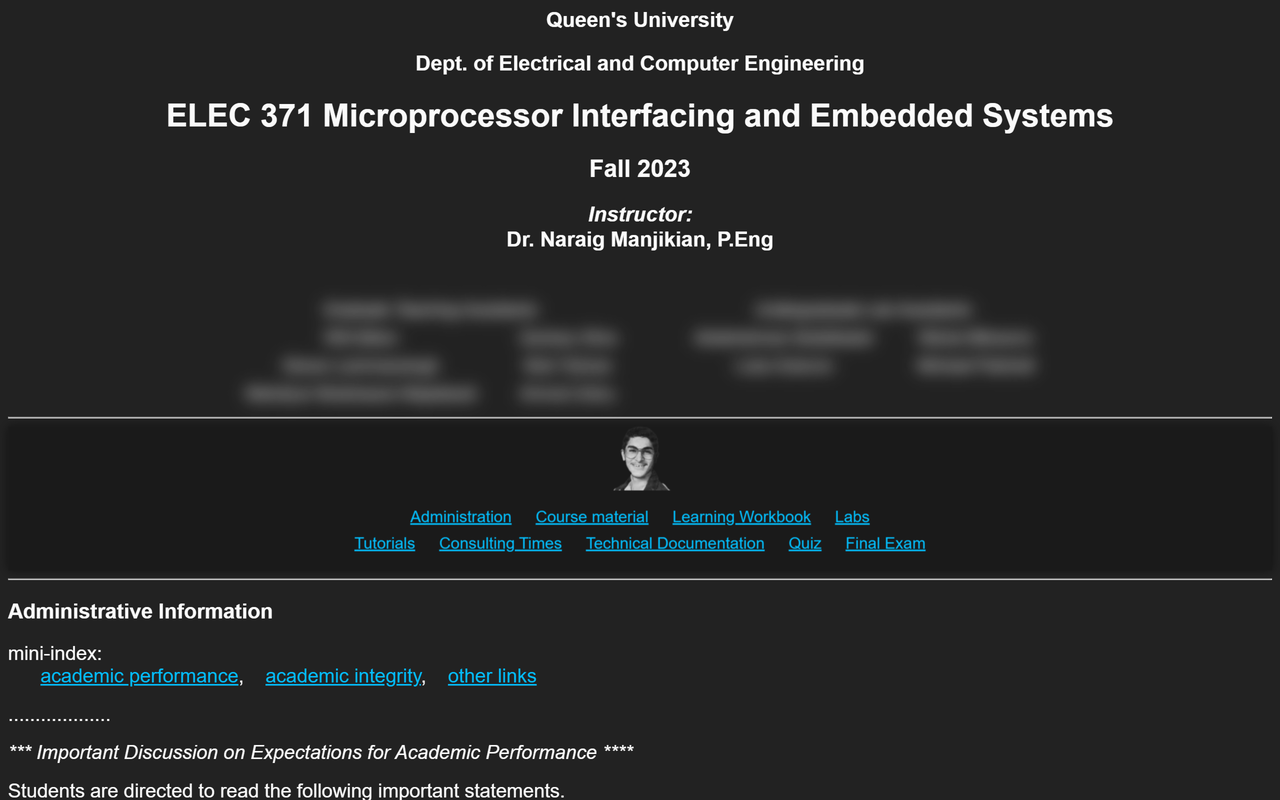 Queen's University
Dept. of Electrical and Computer Engineering
ELEC 371 Microprocessor Interfacing and Embedded Systems
Fall 2023
Instructor:
Dr. Naraig Manjikian, P.Eng
Administration Course material Learning Workbook Labs
Tutorials Consulting Times Technical Documentation Quiz Final Exam
Administrative Information
mini-index:
academic performance, academic integrity, other links
...................
*** Important Discussion on Expectations for Academic Performance ****
Students are directed to read the following important statements.